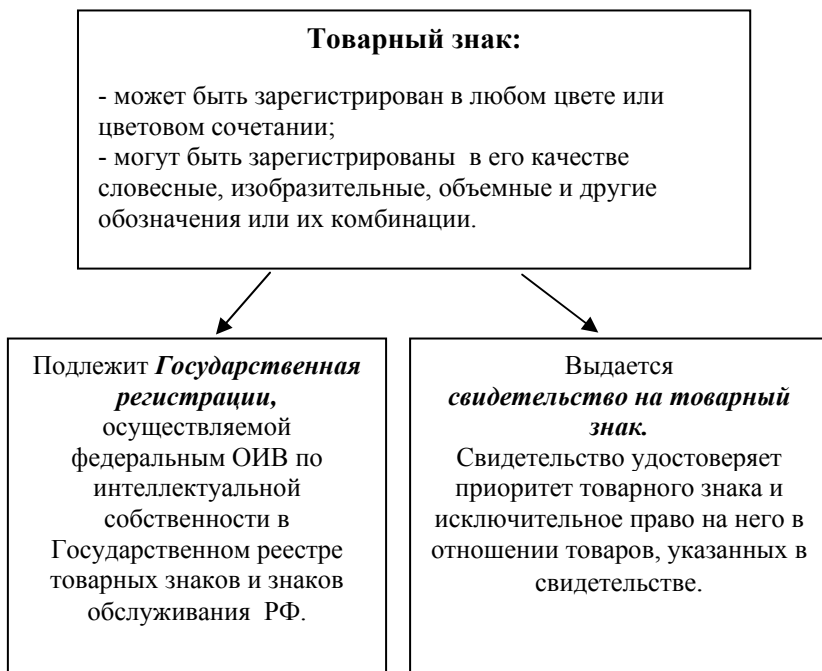 Товарный знак:
- может быть зарегистрирован в любом цвете или
цветовом сочетании;
- могут быть зарегистрированы в его качестве
словесные, изобразительные, объемные и другие
обозначения или их комбинации.
Подлежит Государственная
регистрации,
осуществляемой
федеральным ОИВ по
интеллектуальной
собственности в
Государственном реестре
товарных знаков и знаков
обслуживания РФ.
Выдается
свидетельство на товарный
знак.
Свидетельство удостоверяет
приоритет товарного знака и
исключительное право на него в
отношении товаров, указанных в
свидетельстве.